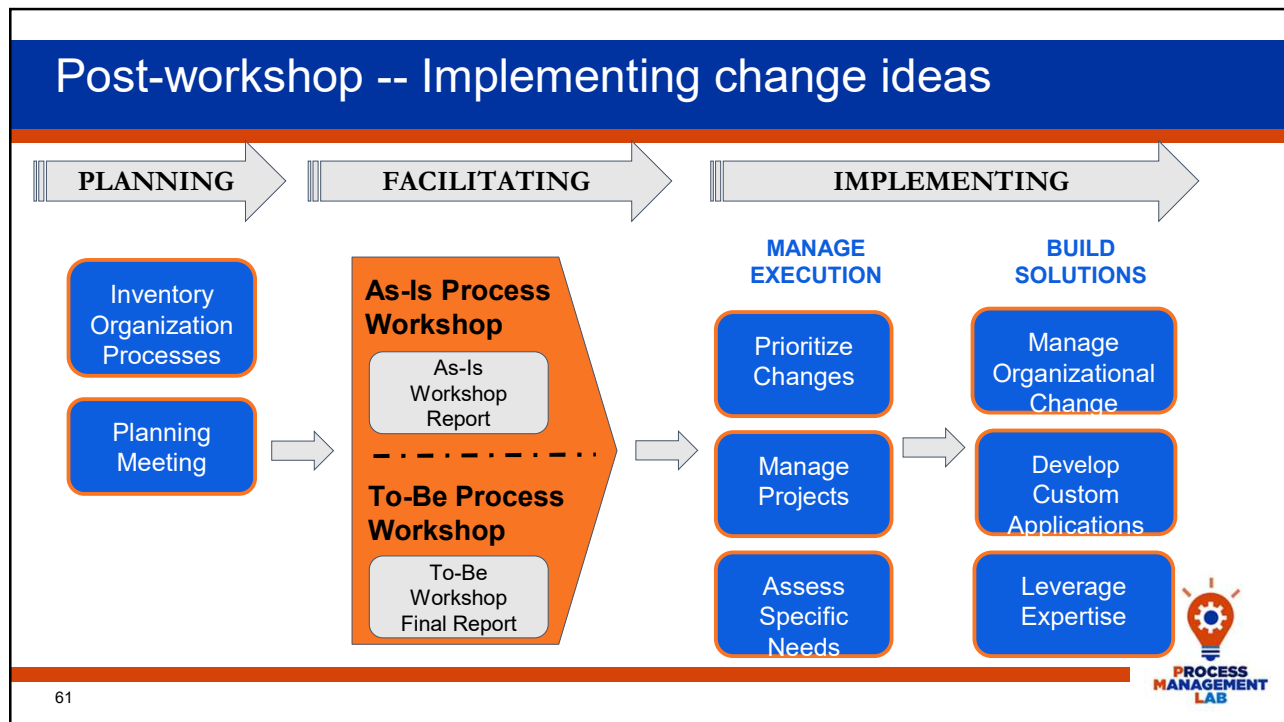 Post-workshop -- Implementing change ideas
PLANNING
FACILITATING
IMPLEMENTING
Inventory
Organization
Processes
Planning
Meeting
As-Is Process
Workshop
As-Is
Workshop
Report
To-Be Process
Workshop
To-Be
Workshop
Final Report
MANAGE
EXECUTION
Prioritize
Changes
Manage
Projects
Assess
Specific
Needs
BUILD
SOLUTIONS
Manage
Organizational
Change
Develop
Custom
Applications
Leverage
Expertise
PROCESS
MANAGEMENT
LAB
61